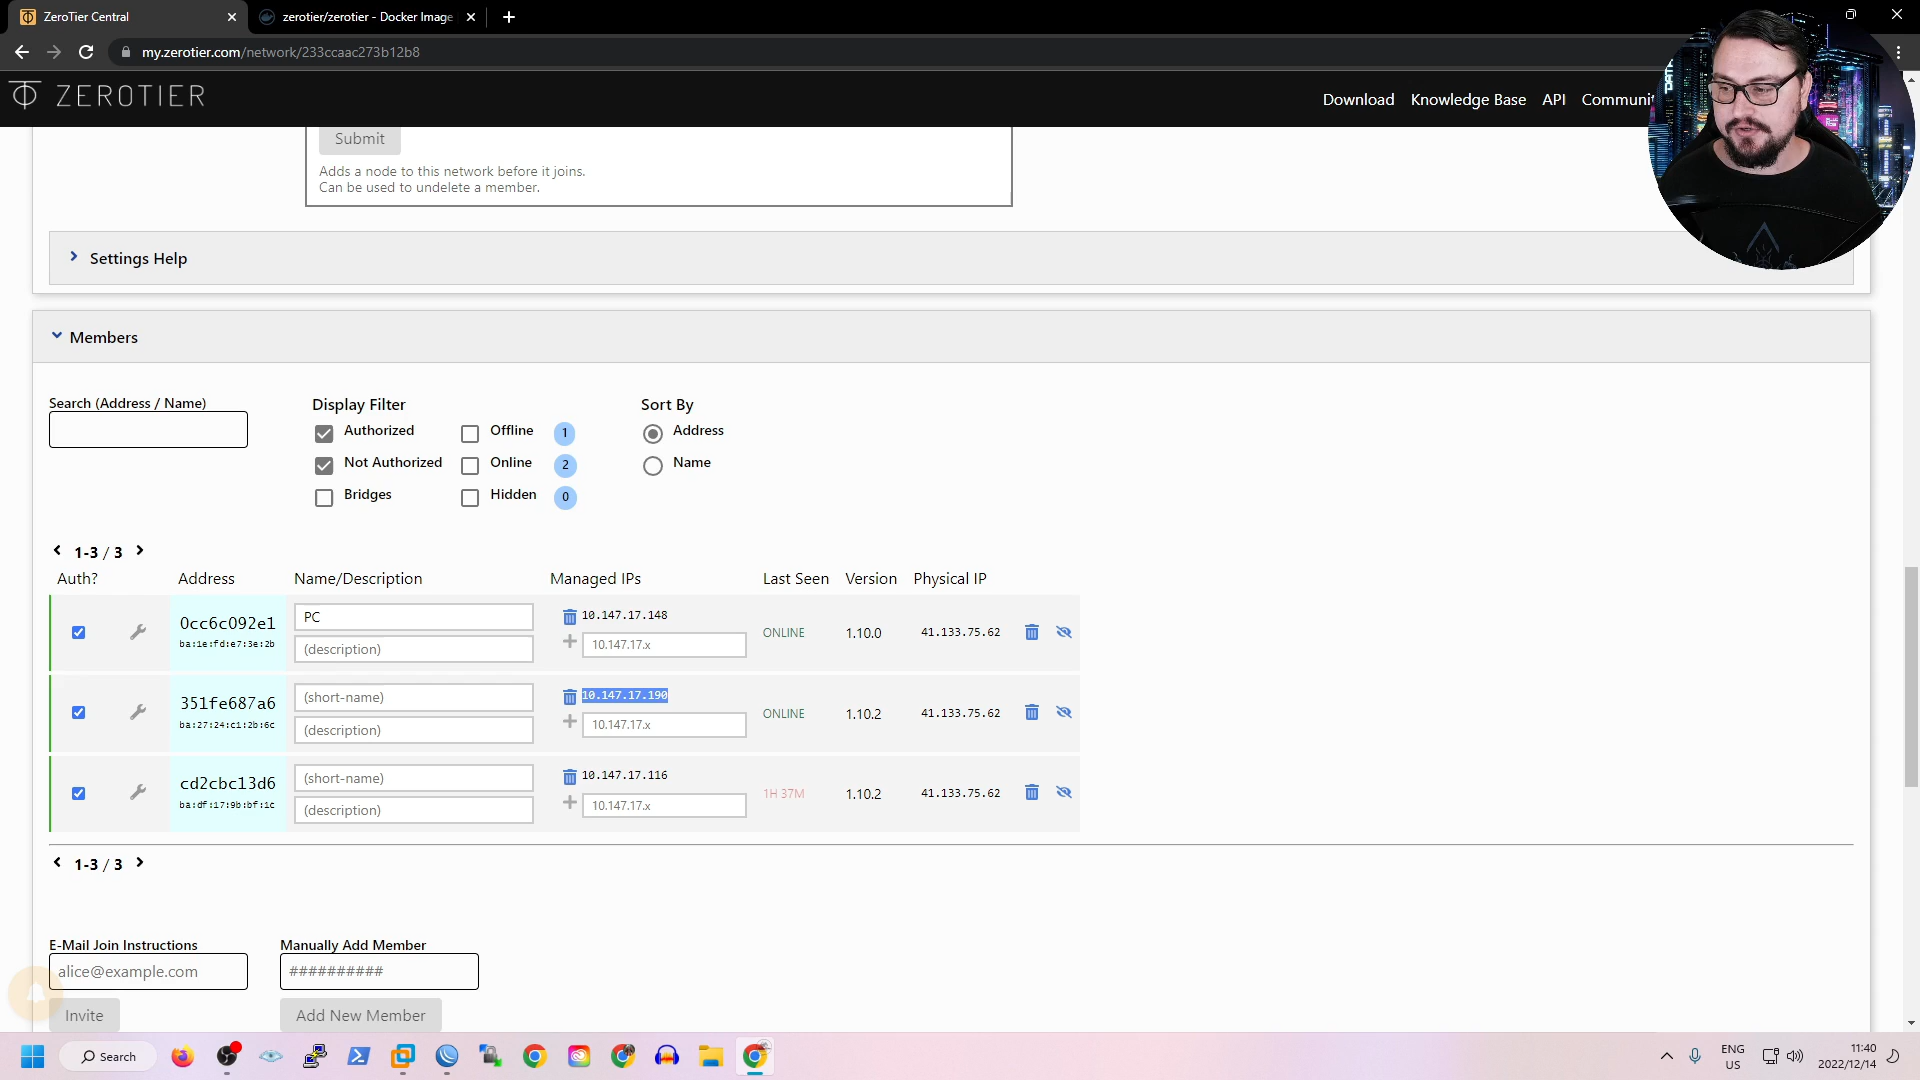 ZeroTier Central
zerotier/zerotier - Docker Image
my.zerotier.com/network/233ccaac273b12b8
ZEROTIER
Download Knowledge Base API Communit
Submit
Adds a node to this network before it joins.
Can be used to undelete a member.
Settings Help
Members
Search (Address / Name)
Display Filter
Sort By
Authorized Offline 1 Address
Not Authorized Online 2 Name
Bridges Hidden 0
1-3 / 3
Auth? Address Name/Description Managed IPs Last Seen Version Physical IP
0cc6c092e1 PC 10.147.17.148 ONLINE 1.10.0 41.133.75.62
ba:1e:fd:e7:3e:2b (description) 10.147.17.x
351fe687a6 (short-name) 10.147.17.190 ONLINE 1.10.2 41.133.75.62
ba:27:24:c1:2b:6c (description) 10.147.17.x
cd2cbc13d6 (short-name) 10.147.17.116 1H 37M 1.10.2 41.133.75.62
ba:df:17:9b:bf:1c (description) 10.147.17.x
1-3 / 3
E-Mail Join Instructions Manually Add Member
alice@example.com ##########
Invite Add New Member
Search
ENG
US
11:40
2022/12/14